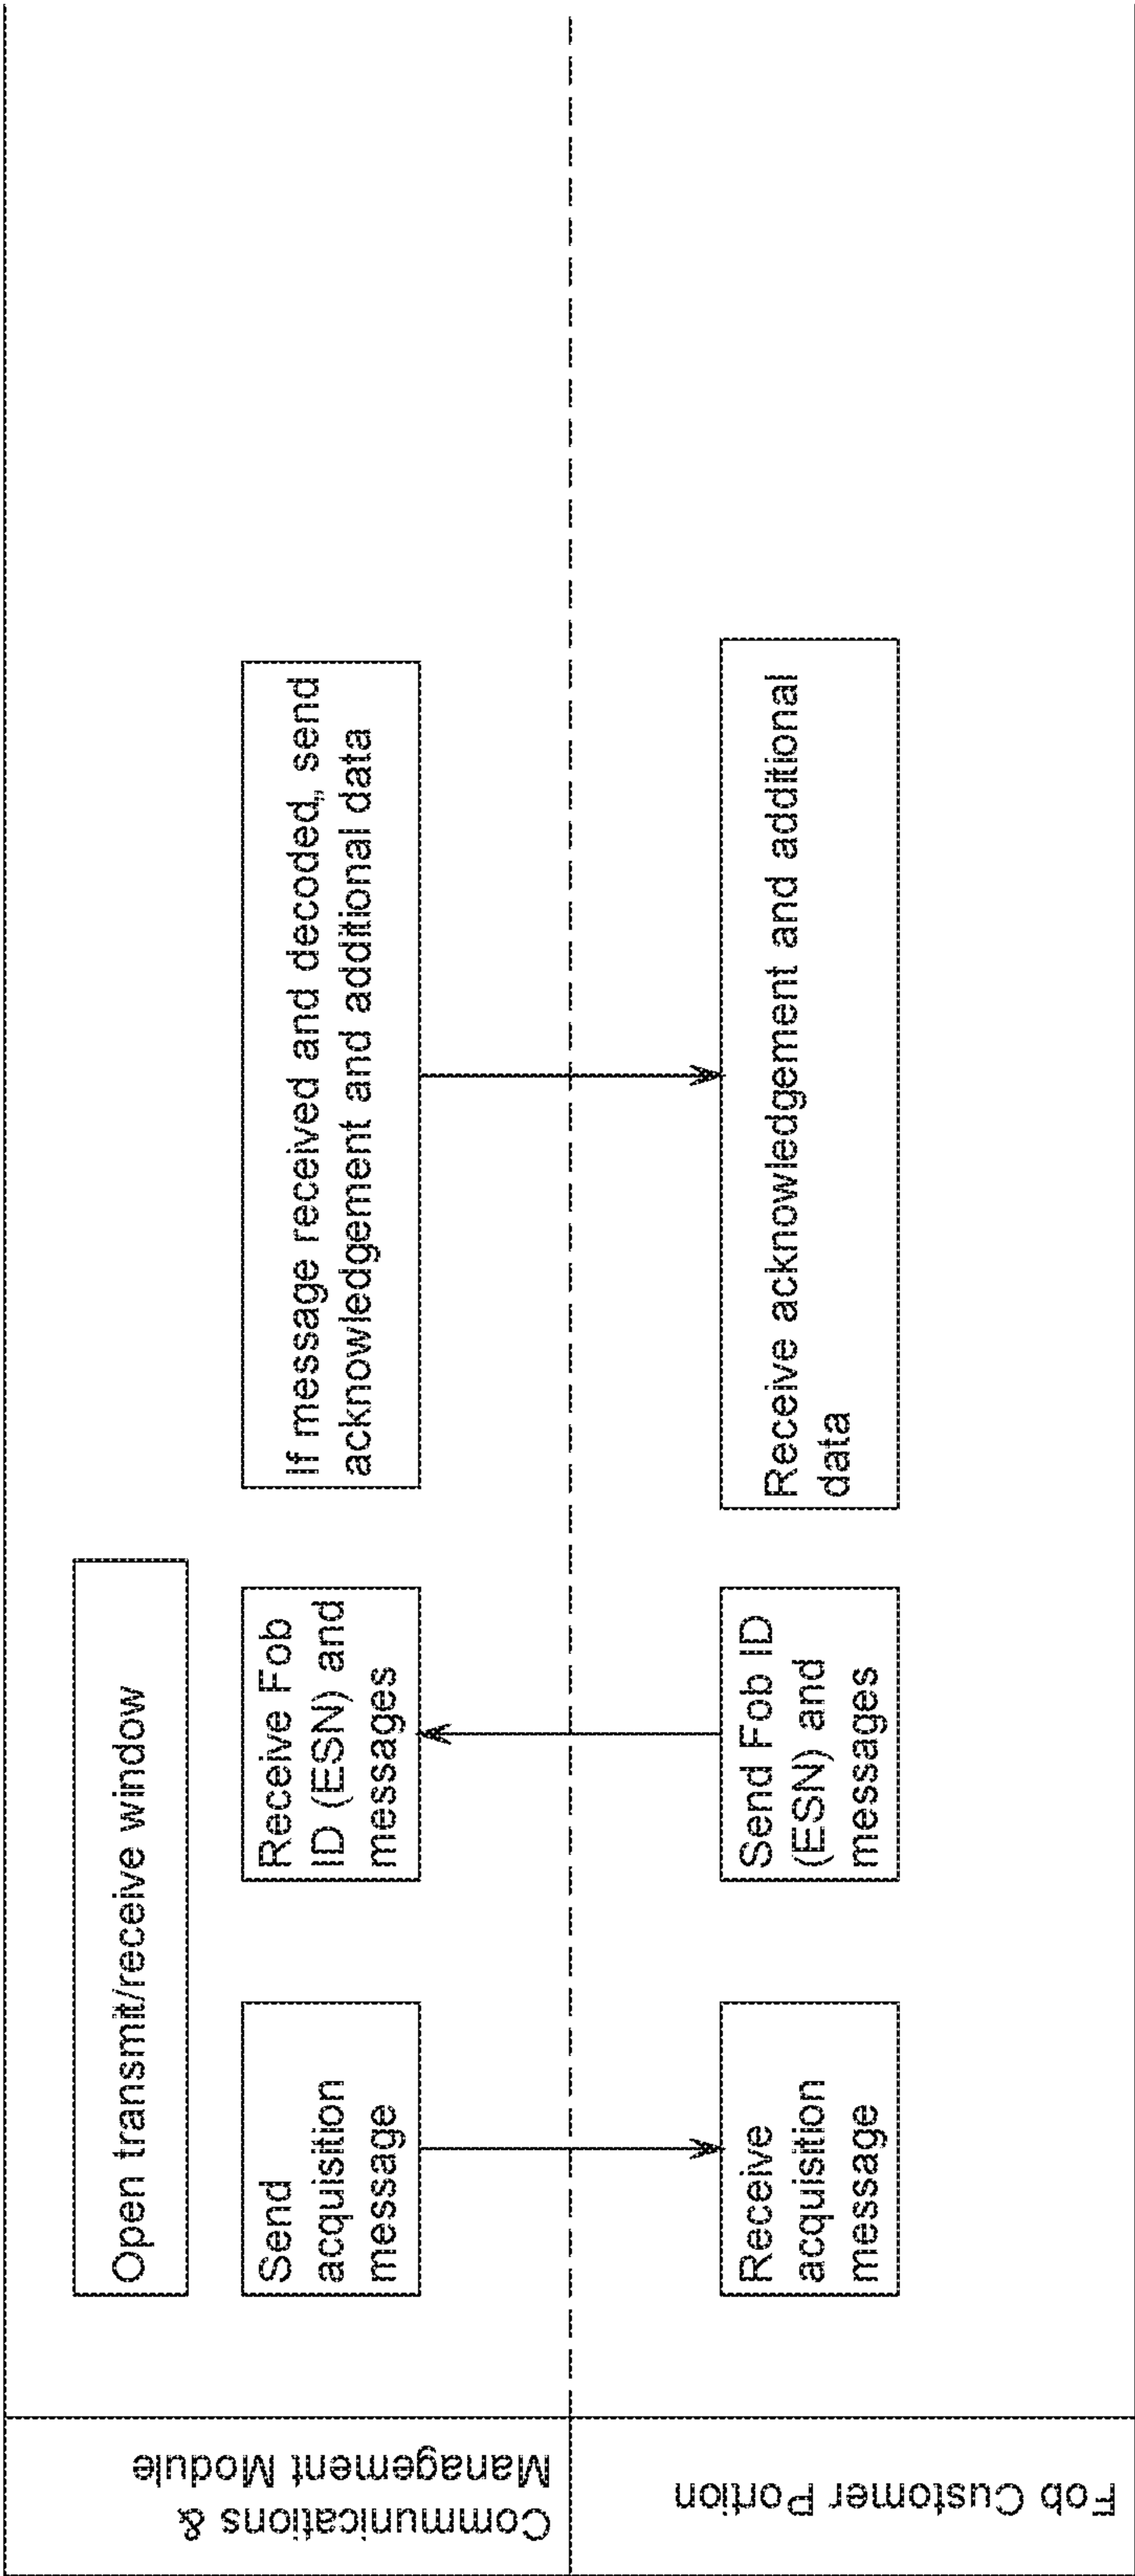 Communications &
Management Module
Open transmit/receive window
Send
acquisition
message
Receive Fob
ID (ESN) and
messages
If message received and decoded,, send
acknowledgement and additional data
Fob Customer Portion
Receive
acquisition
message
Send Fob ID
(ESN) and
messages
Receive acknowledgement and additional
data